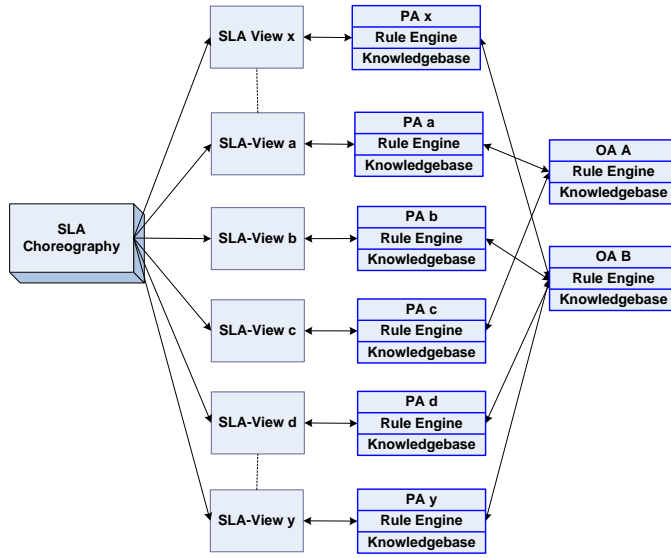 SLA View x
PA x
Rule Engine
Knowledgebase
SLA-View a
PA a
Rule Engine
Knowledgebase
OA A
Rule Engine
Knowledgebase
SLA
Choreography
SLA-View b
PA b
Rule Engine
Knowledgebase
OA B
Rule Engine
Knowledgebase
SLA-View c
PA c
Rule Engine
Knowledgebase
SLA-View d
PA d
Rule Engine
Knowledgebase
SLA-View y
PA y
Rule Engine
Knowledgebase